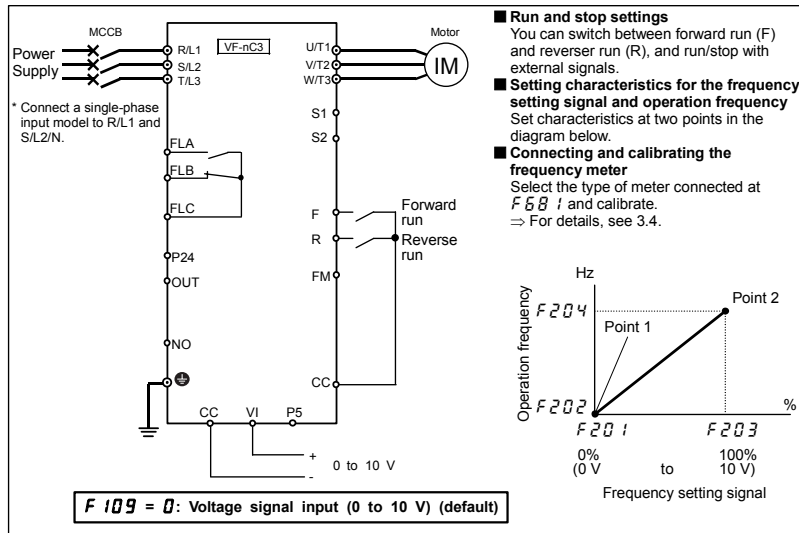 MCCB
VF-nC3
Motor
Power
Supply
R/L1
S/L2
T/L3
U/T1
V/T2
W/T3
IM
* Connect a single-phase
input model to R/L1 and
S/L2/N.
S1
S2
FLA
FLB
FLC
F
Forward
run
R
Reverse
run
P24
OUT
FM
NO
CC
CC
VI
P5
+
0 to 10 V
-
F109 = 0: Voltage signal input (0 to 10 V) (default)
■ Run and stop settings
You can switch between forward run (F)
and reverser run (R), and run/stop with
external signals.
■ Setting characteristics for the frequency
setting signal and operation frequency
Set characteristics at two points in the
diagram below.
■ Connecting and calibrating the
frequency meter
Select the type of meter connected at
F681 and calibrate.
⇒ For details, see 3.4.
Hz
Operation frequency
F204
Point 2
Point 1
F202
%
F201
F203
0%
100%
(0 V to 10 V)
Frequency setting signal